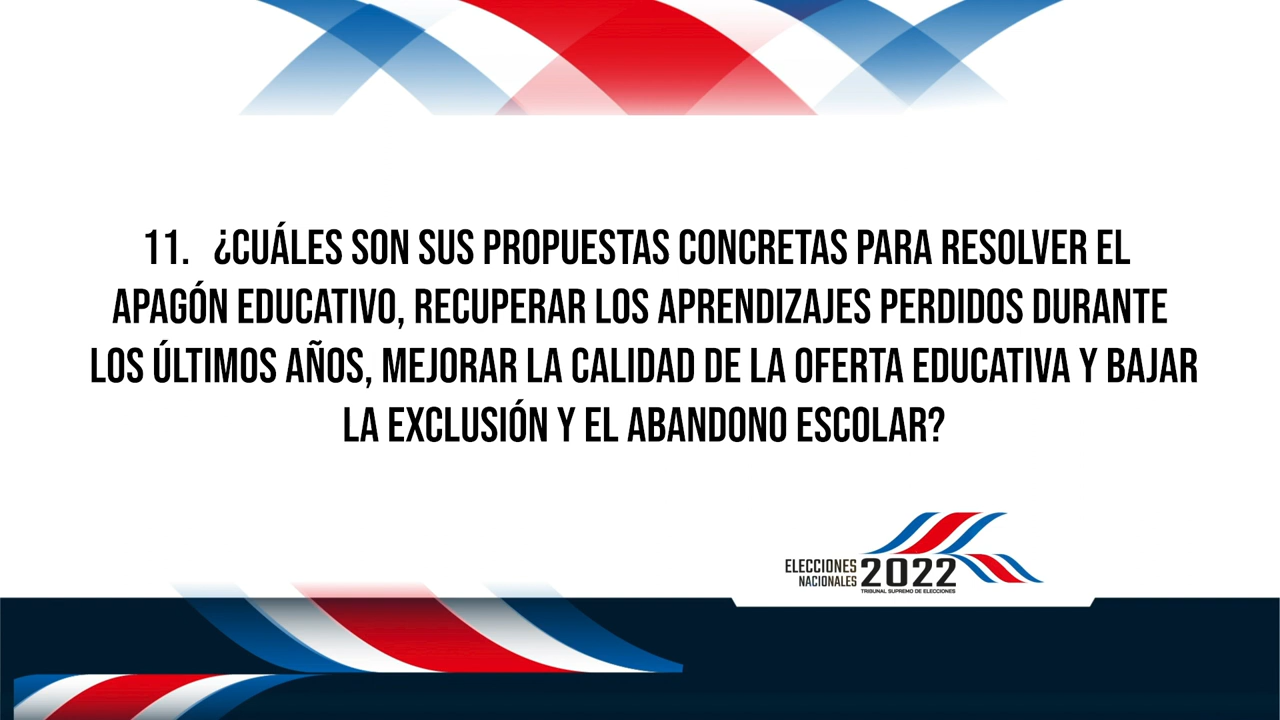 11. ¿CUÁLES SON SUS PROPUESTAS CONCRETAS PARA RESOLVER EL
APAGÓN EDUCATIVO, RECUPERAR LOS APRENDIZAJES PERDIDOS DURANTE
LOS ÚLTIMOS AÑOS, MEJORAR LA CALIDAD DE LA OFERTA EDUCATIVA Y BAJAR
LA EXCLUSIÓN Y EL ABANDONO ESCOLAR?
ELECCIONES
NACIONALES
2022
TRIBUNAL SUPREMO DE ELECCIONES